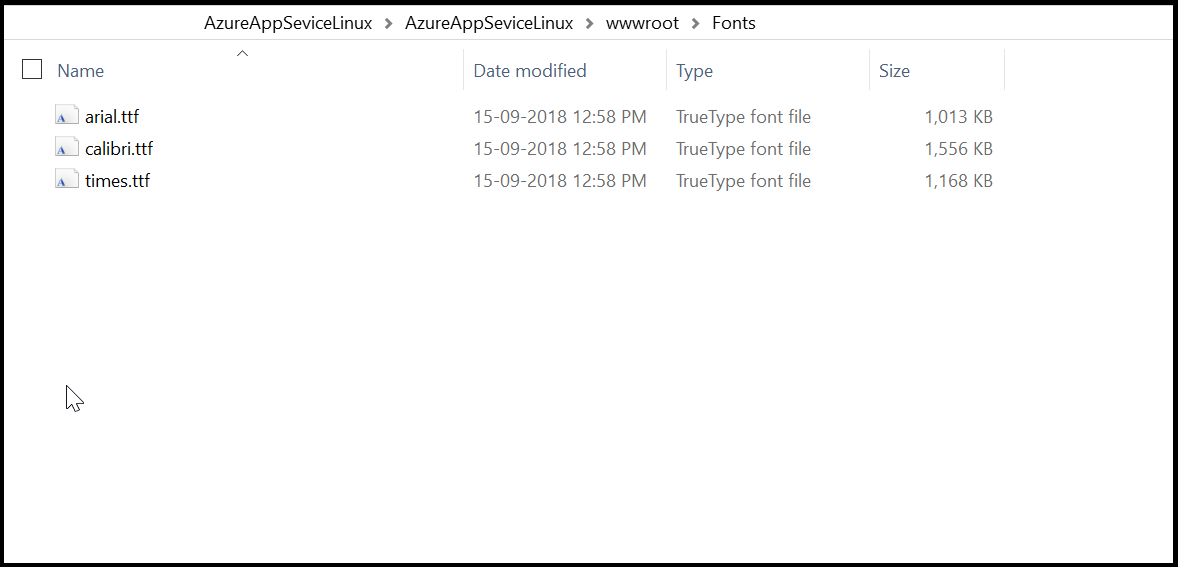 AzureAppSeviceLinux > AzureAppSeviceLinux > wwwroot > Fonts
Name Date modified Type Size
arial.ttf 15-09-2018 12:58 PM TrueType font file 1,013 KB
calibri.ttf 15-09-2018 12:58 PM TrueType font file 1,556 KB
times.ttf 15-09-2018 12:58 PM TrueType font file 1,168 KB